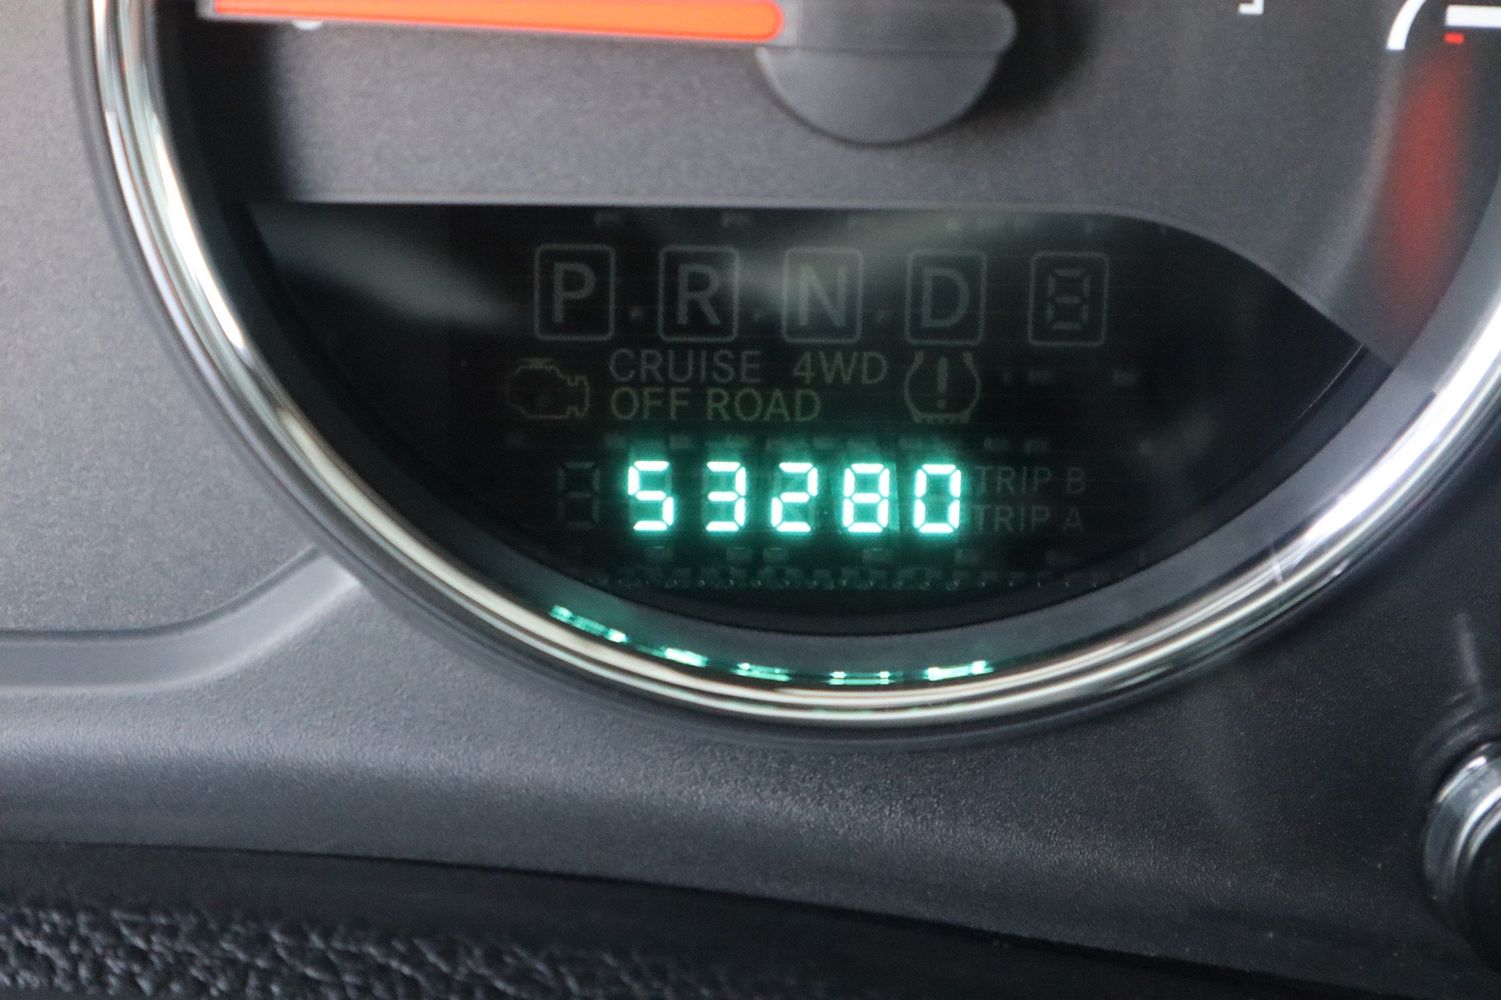 P R N D
CRUISE 4WD
OFF ROAD
53280
TRIP B
TRIP A